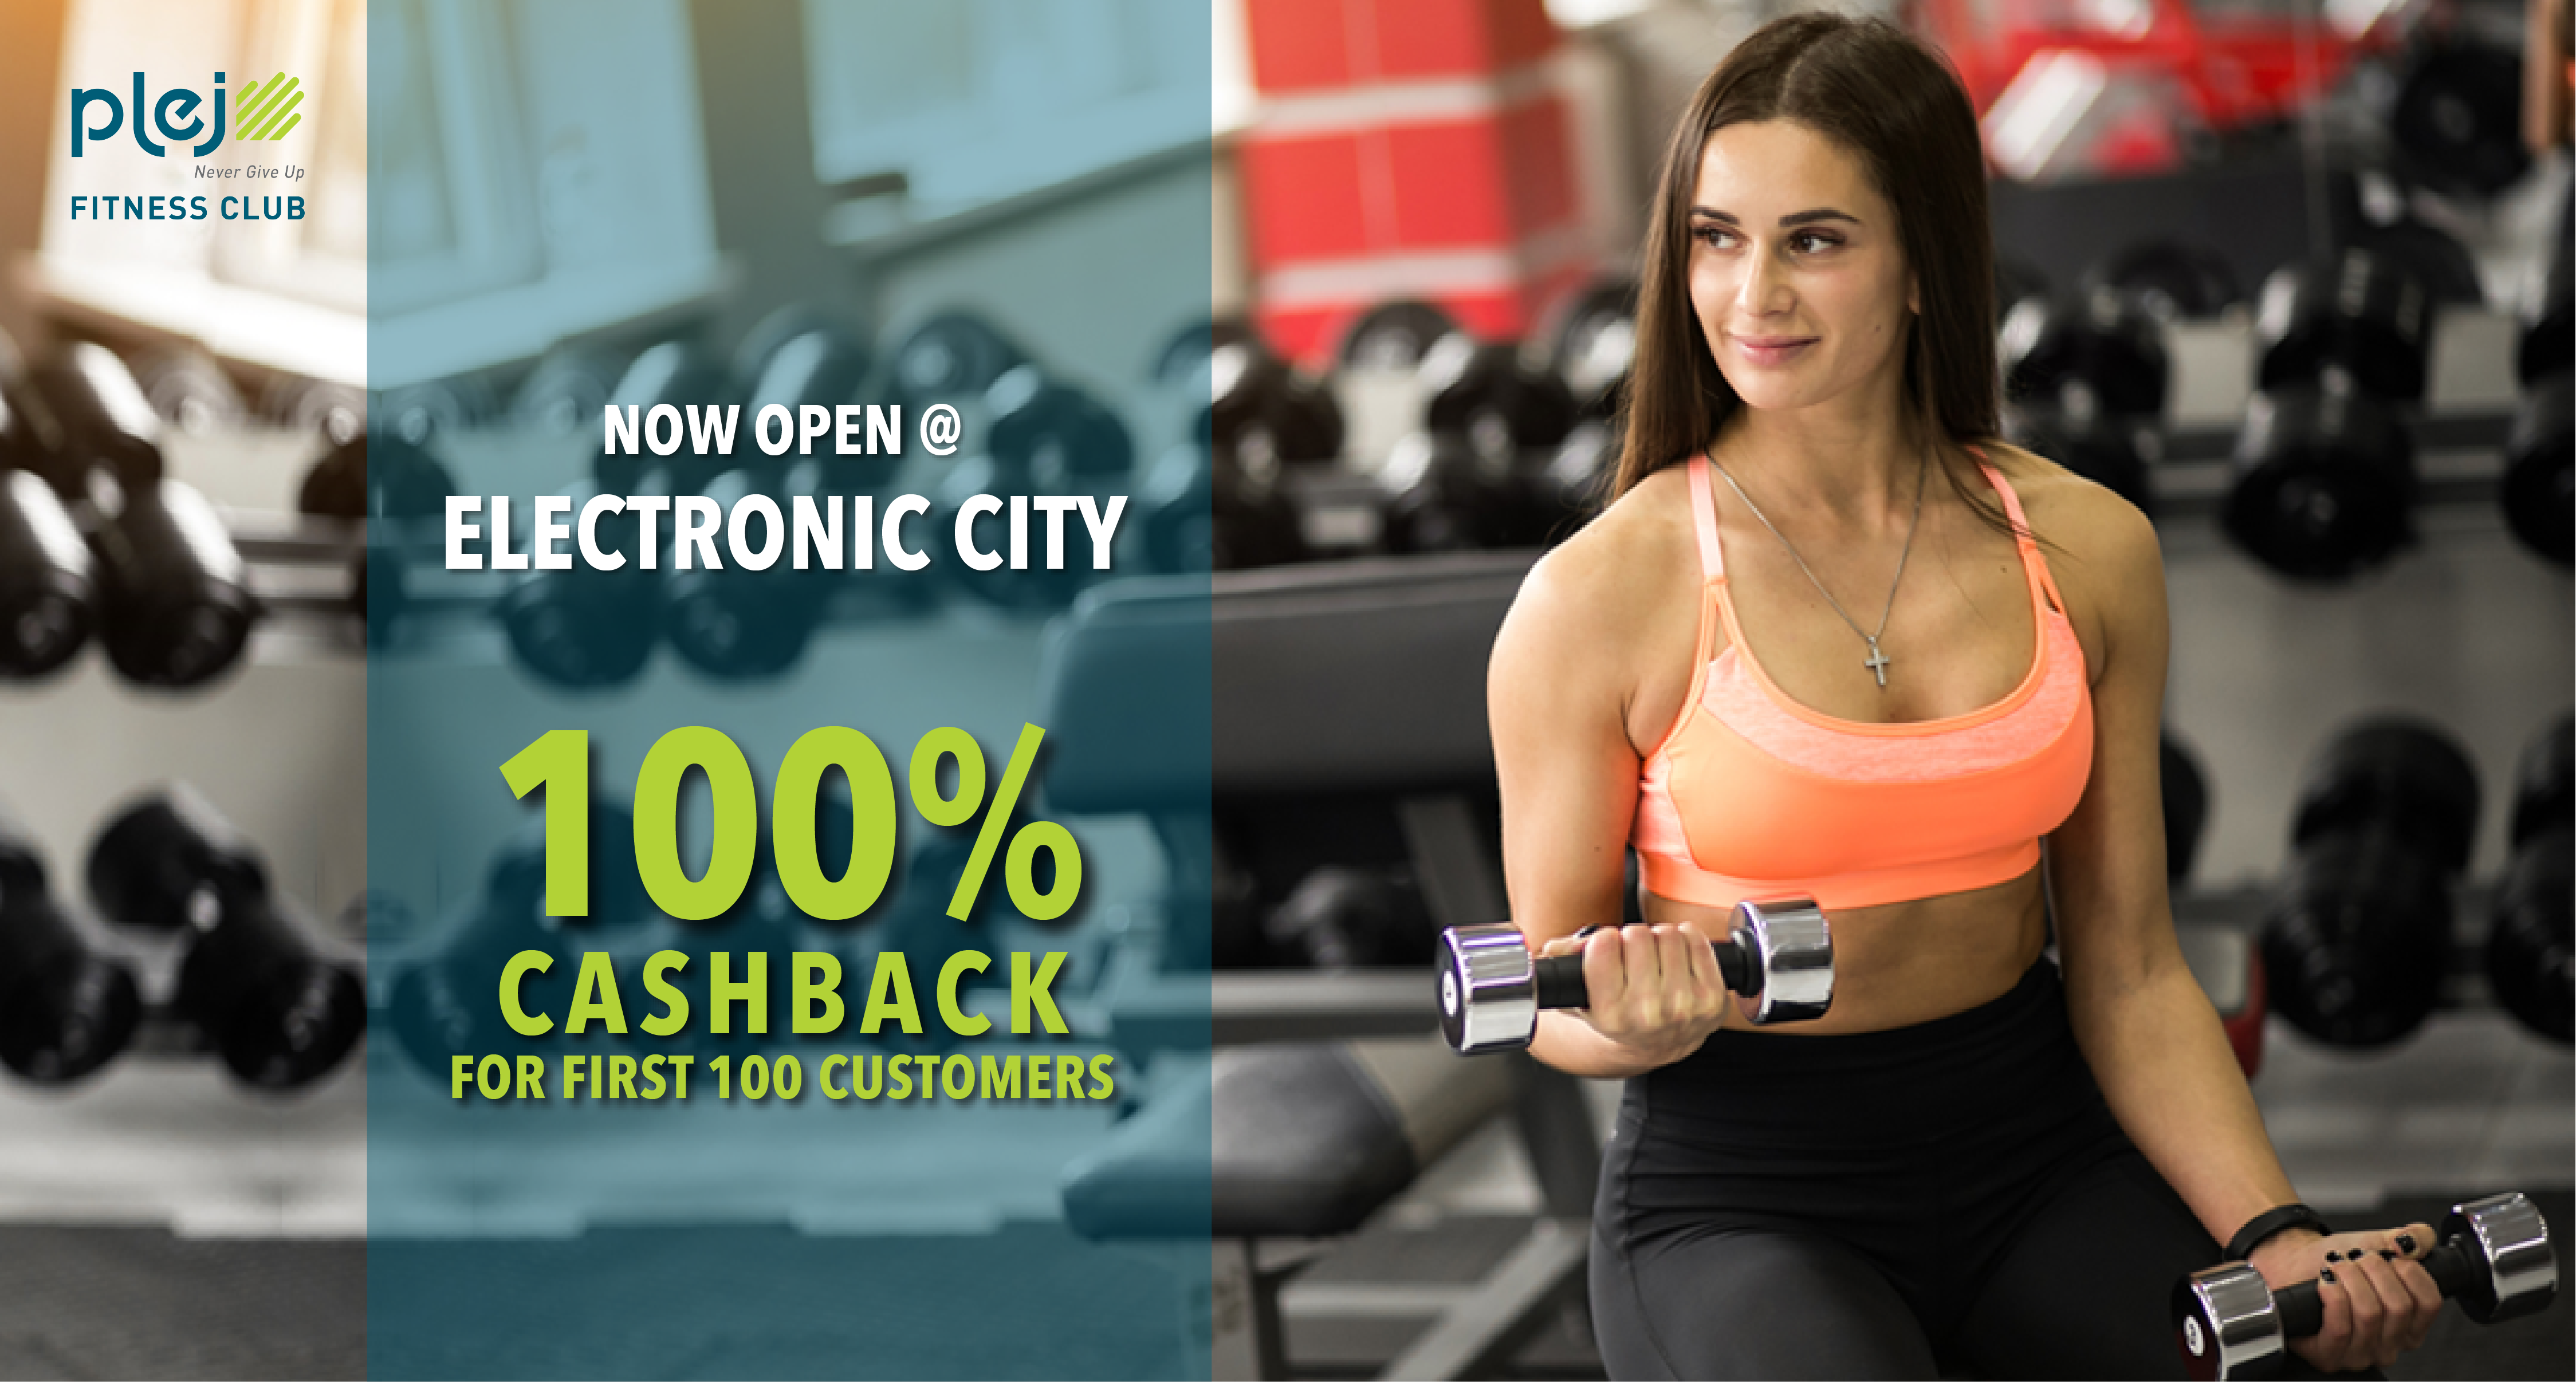 plej
Never Give Up
FITNESS CLUB
NOW OPEN @
ELECTRONIC CITY
100%
CASHBACK
FOR FIRST 100 CUSTOMERS